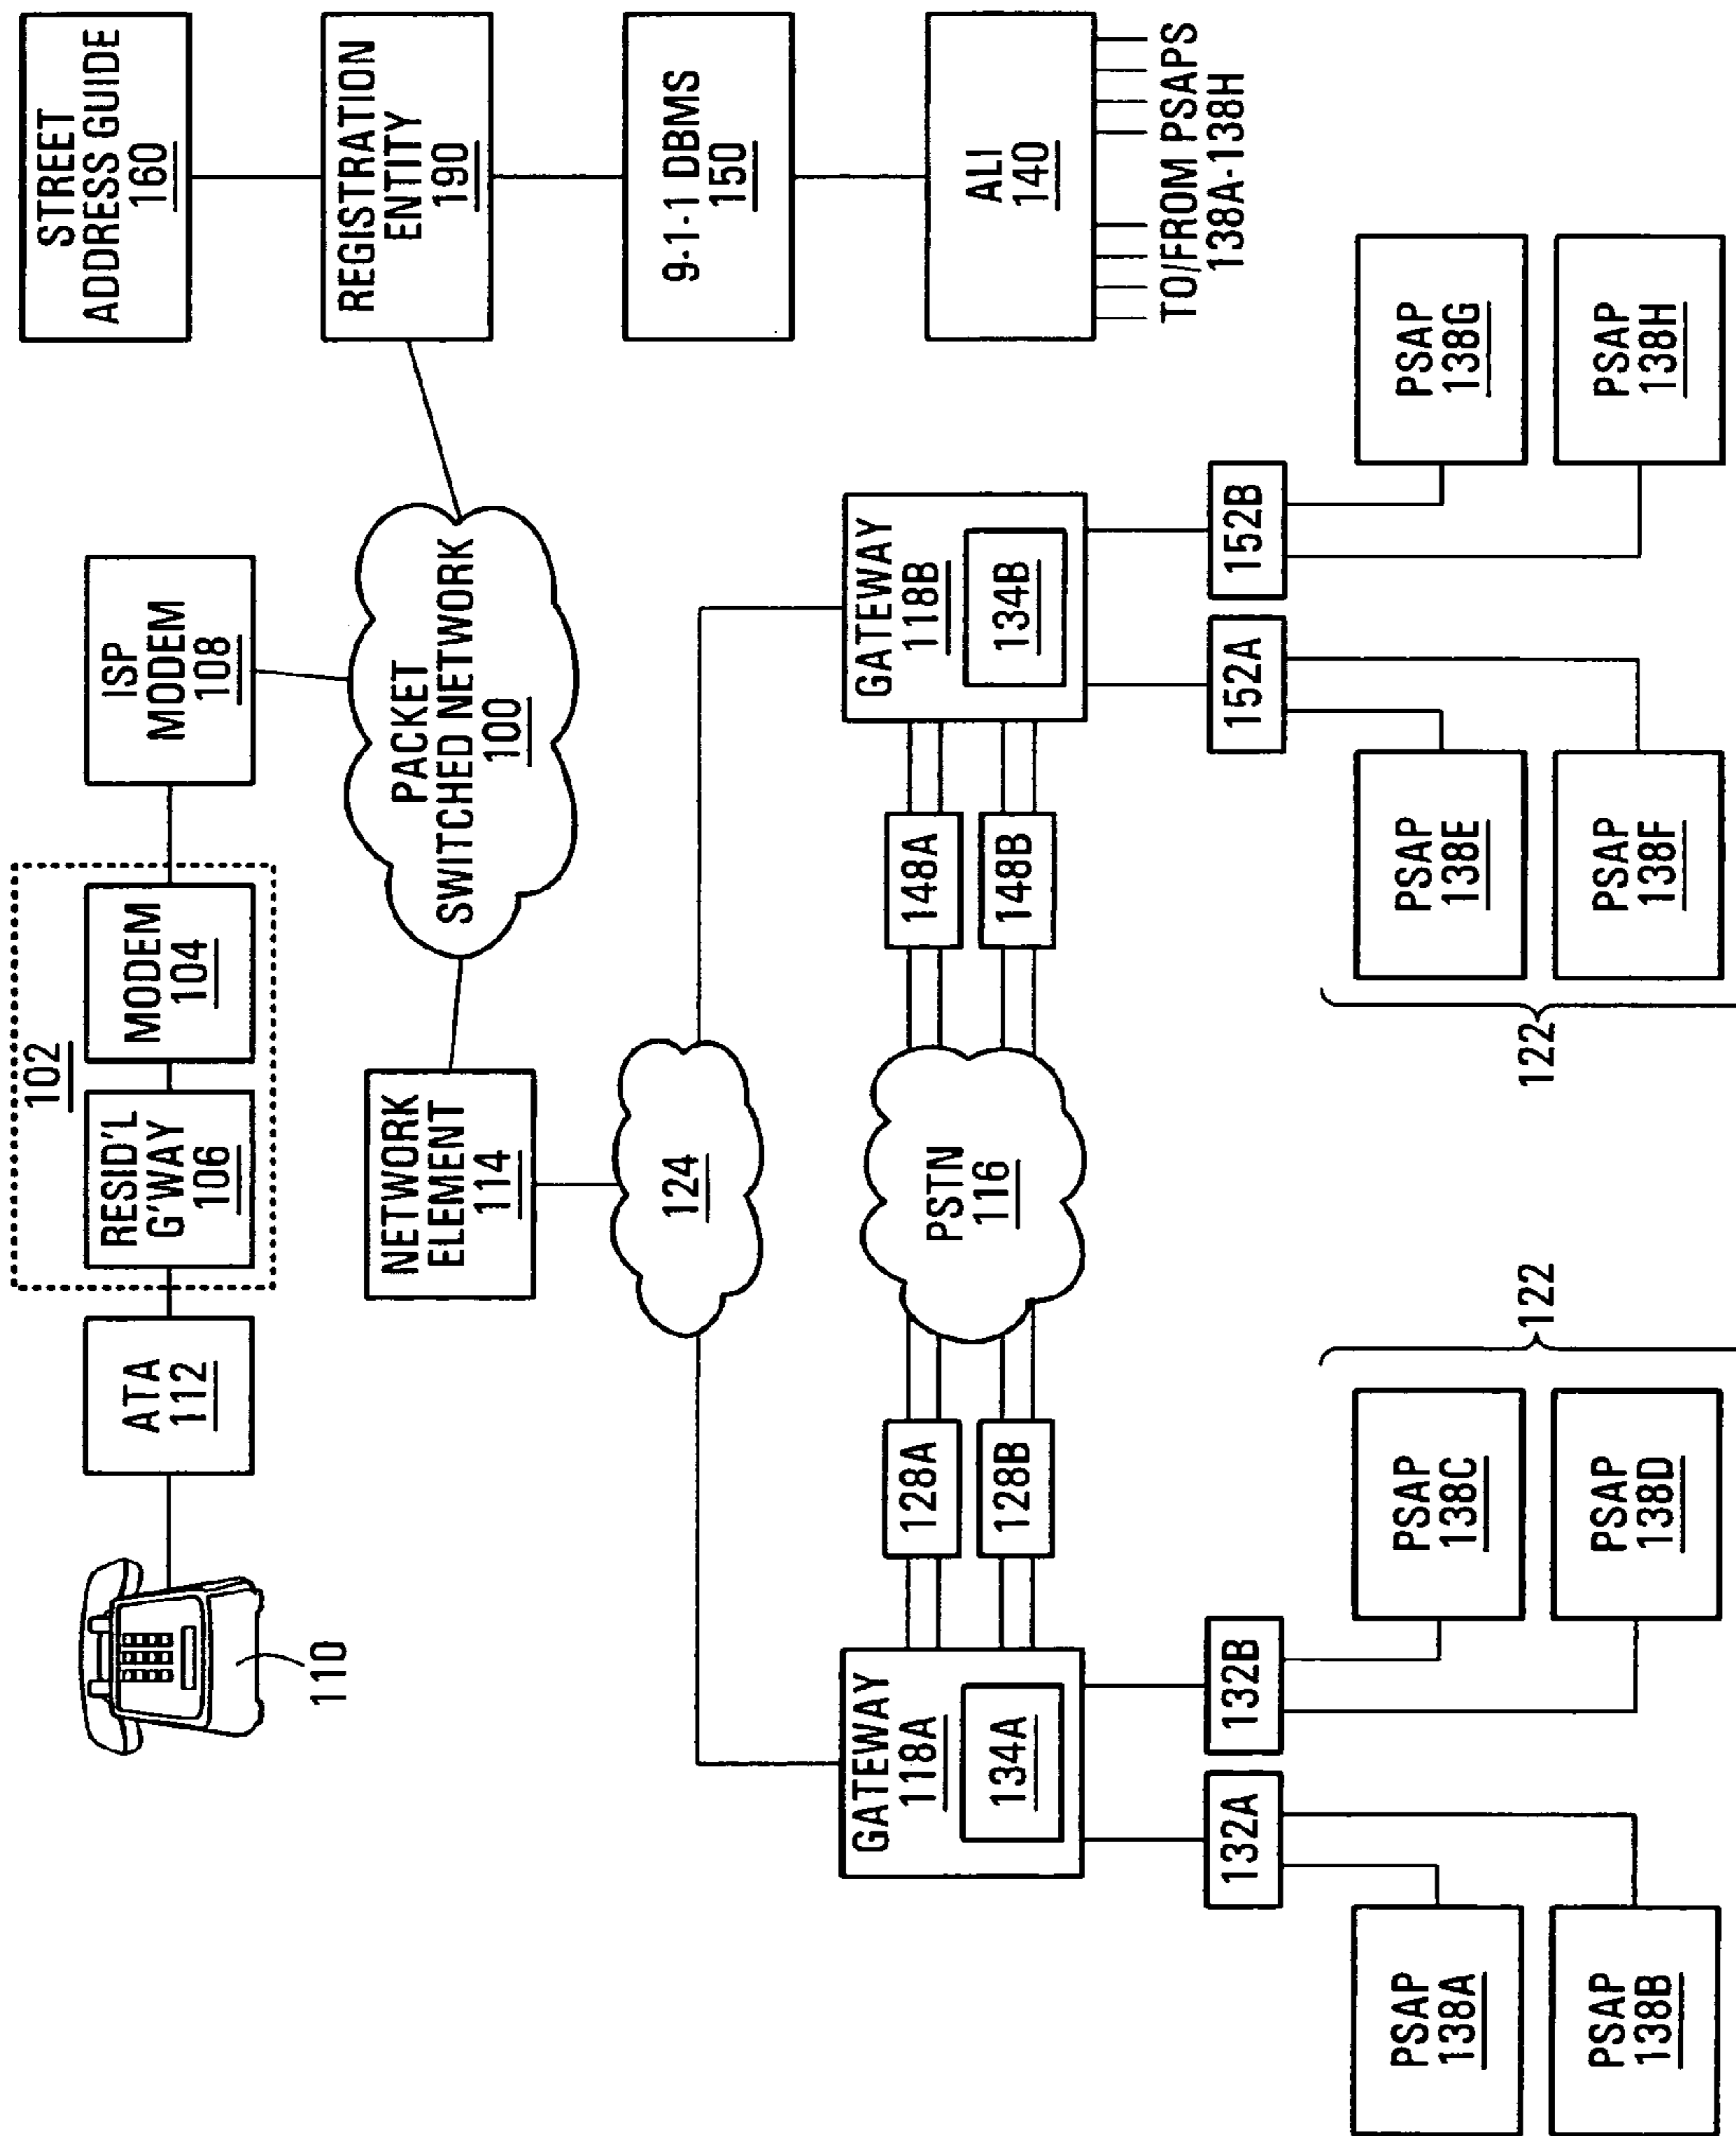 110
ATA
112
102
RESID'L
G'WAY
106
MODEM
104
ISP
MODEM
108
STREET
ADDRESS GUIDE
160
REGISTRATION
ENTITY
190
9-1-1 DBMS
150
ALI
140
TO/FROM PSAPS
138A-138H
PACKET
SWITCHED NETWORK
100
NETWORK
ELEMENT
114
124
GATEWAY
118A
134A
128A
128B
PSTN
116
148A
148B
GATEWAY
118B
134B
132A
132B
152A
152B
PSAP
138A
PSAP
138B
PSAP
138C
PSAP
138D
122
122
PSAP
138E
PSAP
138F
PSAP
138G
PSAP
138H